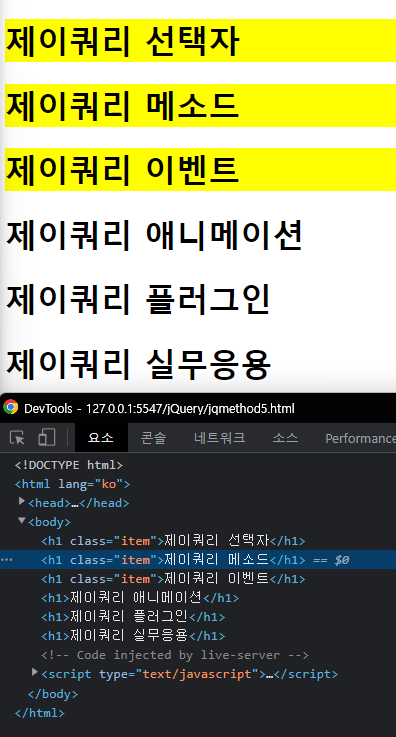 제이쿼리 선택자
제이쿼리 메소드
제이쿼리 이벤트
제이쿼리 애니메이션
제이쿼리 플러그인
제이쿼리 실무응용
DevTools - 127.0.0.1:5547/jQuery/jqmethod5.html
요소 콘솔 네트워크 소스 Performance
<!DOCTYPE html>
<html lang="ko">
<head>…</head>
<body>
<h1 class="item">제이쿼리 선택자</h1>
<h1 class="item">제이쿼리 메소드</h1> == $0
<h1 class="item">제이쿼리 이벤트</h1>
<h1>제이쿼리 애니메이션</h1>
<h1>제이쿼리 플러그인</h1>
<h1>제이쿼리 실무응용</h1>
<!-- Code injected by live-server -->
<script type="text/javascript">…</script>
</body>
</html>